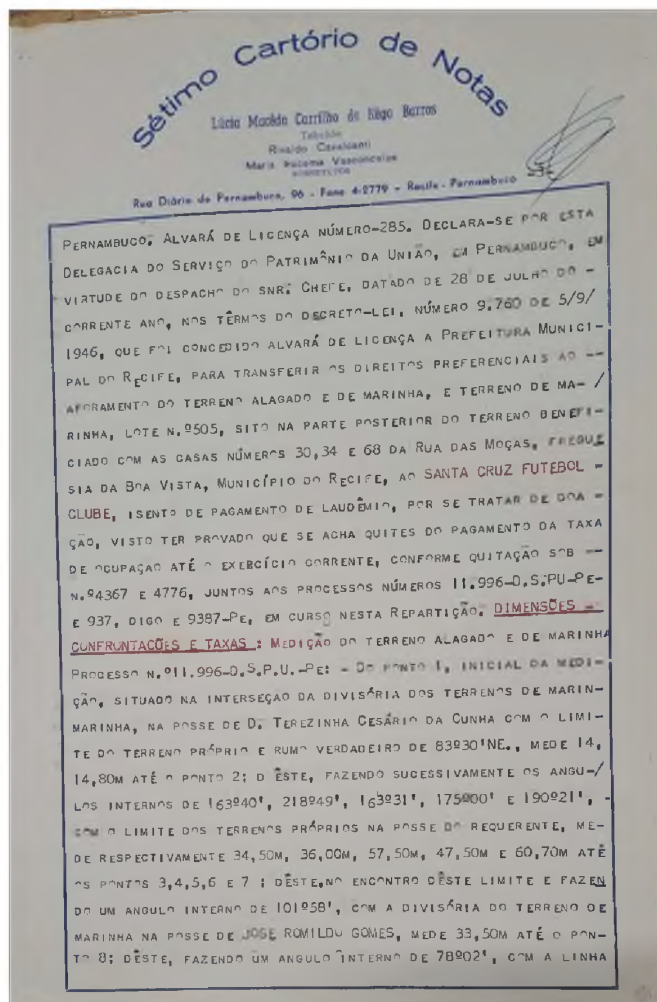 Sétimo Cartório de Notas
Lúcia Macêdo Carrilho de Rêgo Barros
Tabeliã
Rivaldo Cavalcanti
Maria Iracema Vasconcelos
Rua Diário de Pernambuco, 96 - Fone 4-2779 - Recife - Pernambuco
PERNAMBUCO. ALVARÁ DE LICENÇA NÚMERO-285. DECLARA-SE POR ESTA
DELEGACIA DO SERVIÇO DO PATRIMÔNIO DA UNIÃO, EM PERNAMBUCO, EM
VIRTUDE DO DESPACHO DO SNR. CHEFE, DATADO DE 28 DE JULHO DO -
CORRENTE ANO, NOS TÊRMOS DO DECRETO-LEI, NÚMERO 9.760 DE 5/9/
1946, QUE FOI CONCEDIDO ALVARÁ DE LICENÇA A PREFEITURA MUNICI-
PAL DO RECIFE, PARA TRANSFERIR OS DIREITOS PREFERENCIAIS AO --
AFORAMENTO DO TERRENO ALAGADO E DE MARINHA, E TERRENO DE MA-/
RINHA, LOTE N.º505, SITO NA PARTE POSTERIOR DO TERRENO BENEFI-
CIADO COM AS CASAS NÚMEROS 30,34 E 68 DA RUA DAS MOÇAS, FREGUE
SIA DA BOA VISTA, MUNICÍPIO DO RECIFE, AO SANTA CRUZ FUTEBOL -
CLUBE, ISENTO DE PAGAMENTO DE LAUDÊMIO, POR SE TRATAR DE DOA -
ÇÃO, VISTO TER PROVADO QUE SE ACHA QUITES DO PAGAMENTO DA TAXA
DE OCUPAÇÃO ATÉ O EXERCÍCIO CORRENTE, CONFORME QUITAÇÃO SOB --
N.º4367 E 4776, JUNTOS AOS PROCESSOS NÚMEROS 11.996-D.S.PU-PE-
E 937, DIGO E 9387-PE, EM CURSO NESTA REPARTIÇÃO. DIMENSÕES -
CONFRONTACÕES E TAXAS : MEDIÇÃO DO TERRENO ALAGADO E DE MARINHA
PROCESSO N.º11.996-D.S.P.U.-PE: - DO PONTO 1, INICIAL DA MEDI-
ÇÃO, SITUADO NA INTERSEÇÃO DA DIVISÁRIA DOS TERRENOS DE MARIN-
MARINHA, NA POSSE DE D. TEREZINHA CESÁRIO DA CUNHA COM O LIMI-
TE DO TERRENO PRÁPRIO E RUMO VERDADEIRO DE 83º30'NE., MEDE 14,
14,80M ATÉ O PONTO 2; D ÊSTE, FAZENDO SUCESSIVAMENTE OS ANGU-/
LOS INTERNOS DE 163º40', 218º49', 163º31', 175º00' E 190º21', -
COM O LIMITE DOS TERRENOS PRÁPRIOS NA POSSE DO REQUERENTE, ME-
DE RESPECTIVAMENTE 34,50M, 36,00M, 57,50M, 47,50M E 60,70M ATÉ
OS PONTOS 3,4,5,6 E 7 ; DÊSTE,NO ENCONTRO DÊSTE LIMITE E FAZEN
DO UM ANGULO INTERNO DE 101º58', COM A DIVISÁRIA DO TERRENO DE
MARINHA NA POSSE DE JOSE ROMILDO GOMES, MEDE 33,50M ATÉ O PON-
TO 8; DÊSTE, FAZENDO UM ANGULO INTERNO DE 78º02', COM A LINHA